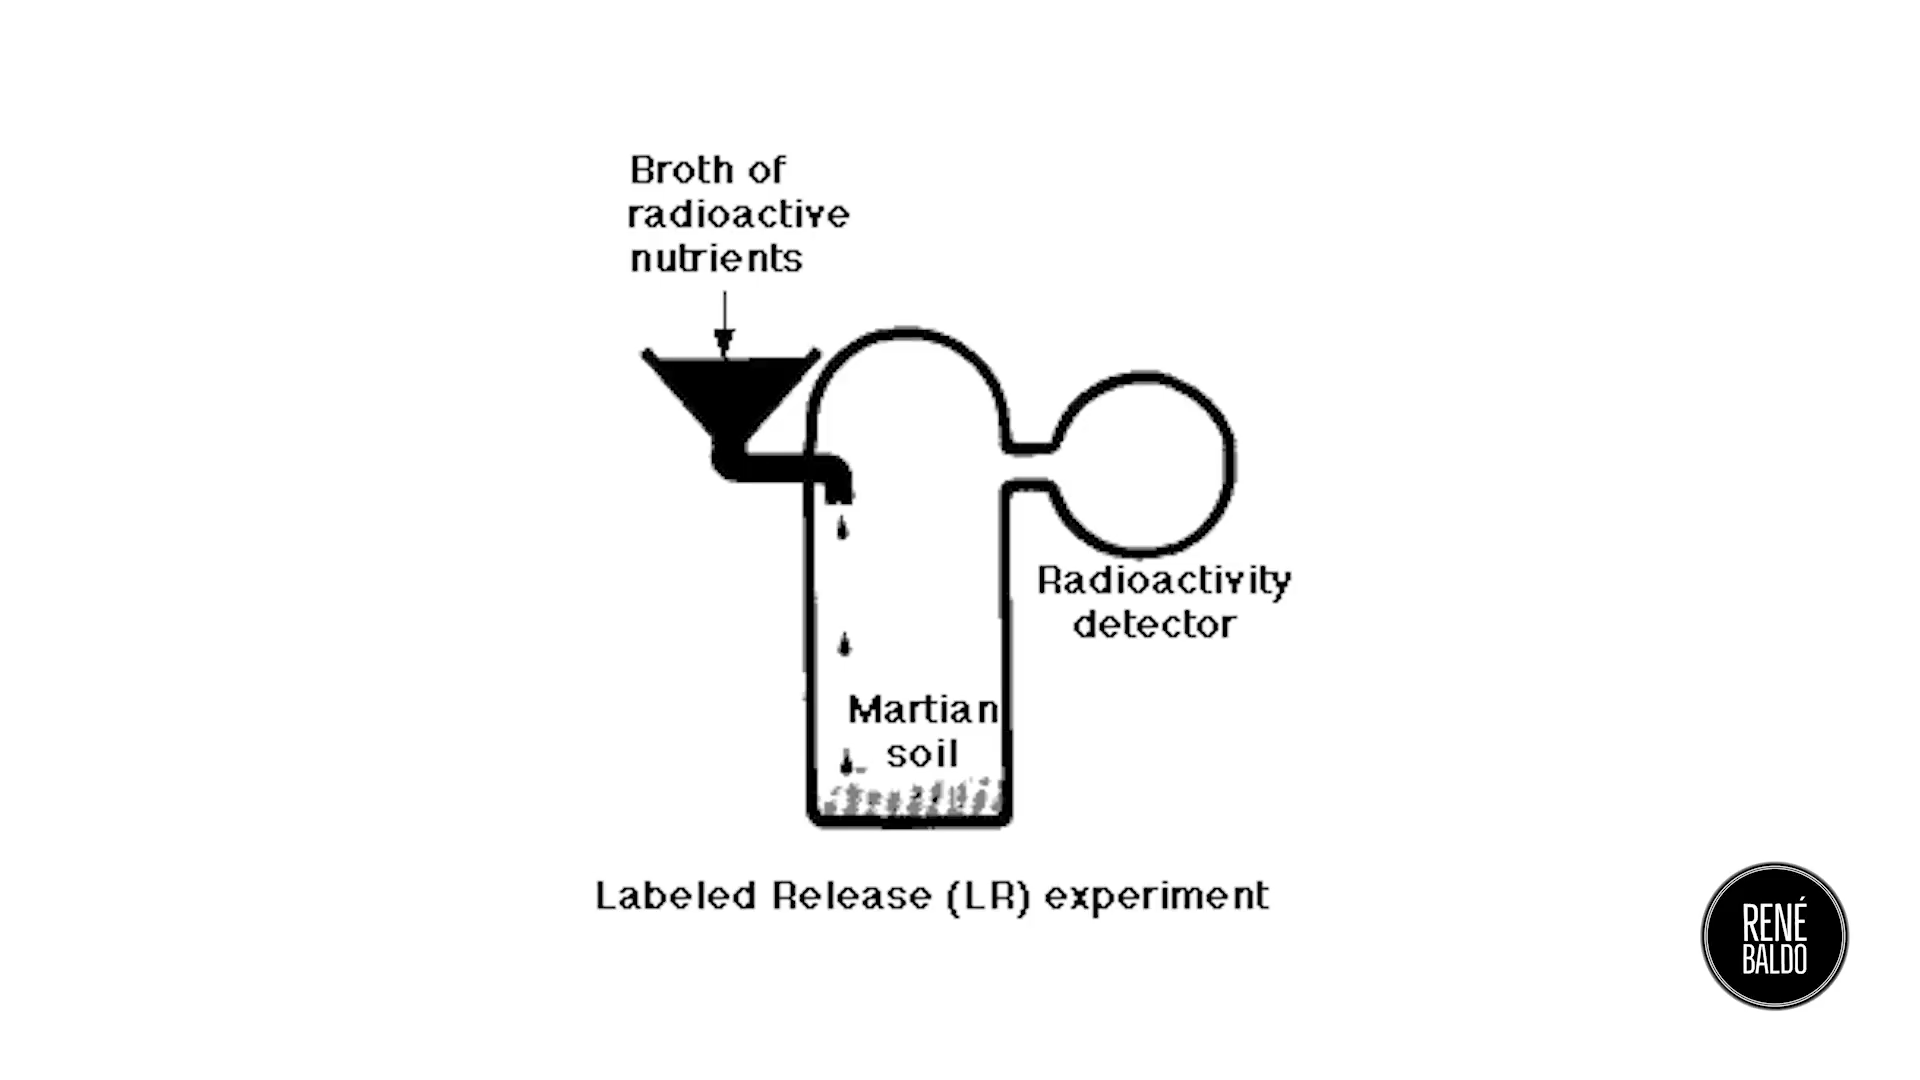 Broth of
radioactive
nutrients
Radioactivity
detector
Martian
soil
Labeled Release (LR) experiment
RENÉ
BALDO